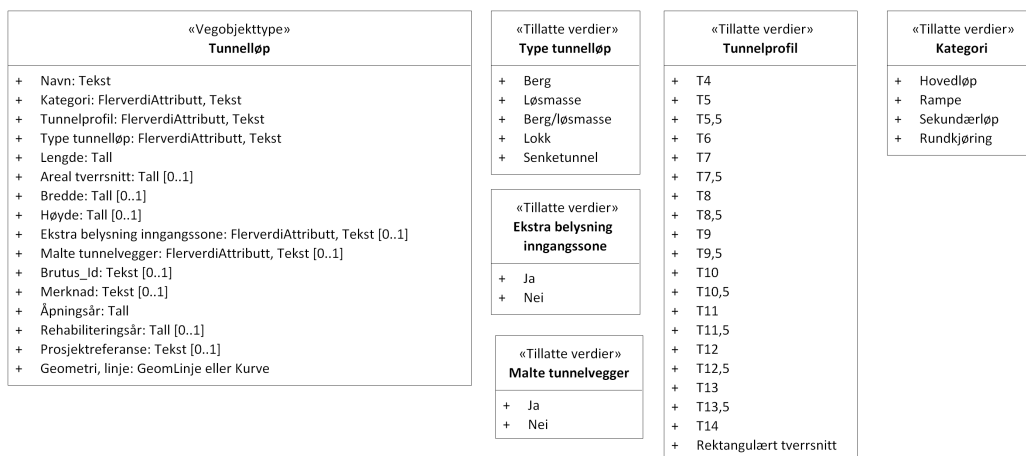 «Vegobjekttype»
Tunnelløp
+ Navn: Tekst
+ Kategori: FlerverdiAttributt, Tekst
+ Tunnelprofil: FlerverdiAttributt, Tekst
+ Type tunnelløp: FlerverdiAttributt, Tekst
+ Lengde: Tall
+ Areal tverrsnitt: Tall [0..1]
+ Bredde: Tall [0..1]
+ Høyde: Tall [0..1]
+ Ekstra belysning inngangssone: FlerverdiAttributt, Tekst [0..1]
+ Malte tunnelvegger: FlerverdiAttributt, Tekst [0..1]
+ Brutus_Id: Tekst [0..1]
+ Merknad: Tekst [0..1]
+ Åpningsår: Tall
+ Rehabiliteringsår: Tall [0..1]
+ Prosjektreferanse: Tekst [0..1]
+ Geometri, linje: GeomLinje eller Kurve
«Tillatte verdier»
Type tunnelløp
+ Berg
+ Løsmasse
+ Berg/løsmasse
+ Lokk
+ Senketunnel
«Tillatte verdier»
Ekstra belysning
inngangssone
+ Ja
+ Nei
«Tillatte verdier»
Malte tunnelvegger
+ Ja
+ Nei
«Tillatte verdier»
Tunnelprofil
+ T4
+ T5
+ T5,5
+ T6
+ T7
+ T7,5
+ T8
+ T8,5
+ T9
+ T9,5
+ T10
+ T10,5
+ T11
+ T11,5
+ T12
+ T12,5
+ T13
+ T13,5
+ T14
+ Rektangulært tverrsnitt
«Tillatte verdier»
Kategori
+ Hovedløp
+ Rampe
+ Sekundærløp
+ Rundkjøring